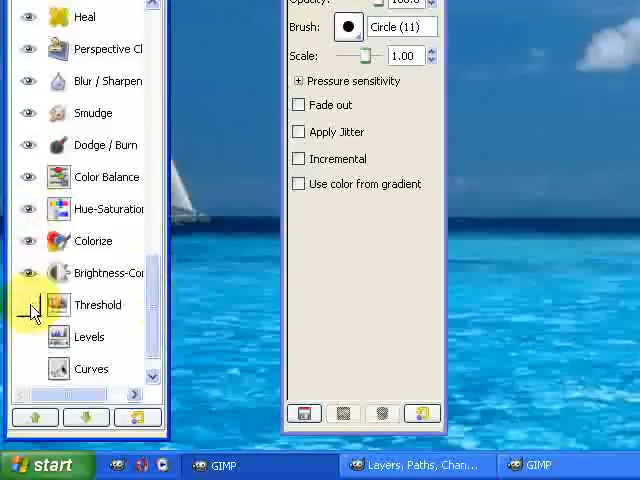 Heal
Perspective Cl
Blur / Sharpen
Smudge
Dodge / Burn
Color Balance
Hue-Saturation
Colorize
Brightness-Co
Threshold
Levels
Curves
Brush:
Circle (11)
Scale:
1.00
Pressure sensitivity
Fade out
Apply Jitter
Incremental
Use color from gradient
start
GIMP
Layers, Paths, Chan...
GIMP